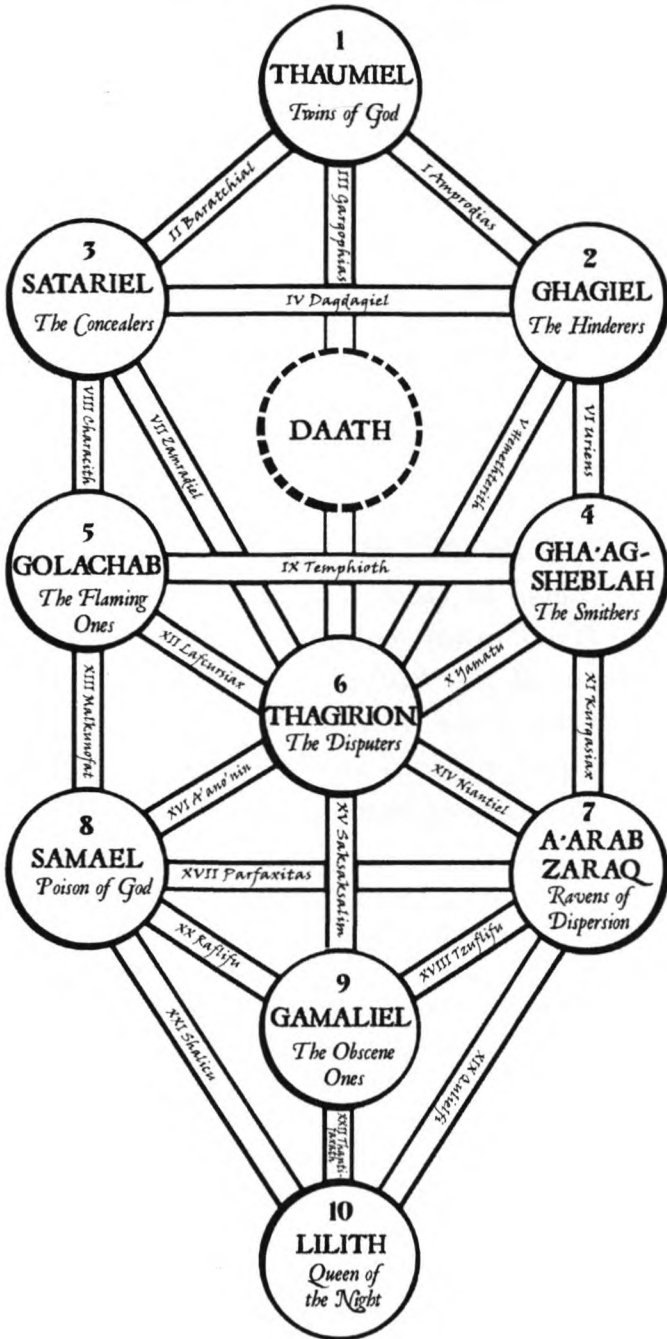 1
THAUMIEL
Twins of God
II Baratchial
III Gargophias
I Amprodias
3
SATARIEL
The Concealers
2
GHAGIEL
The Hinderers
IV Dagdagiel
DAATH
VIII Characith
VII Zamradiel
V Hemethterith
VI Uriens
5
GOLACHAB
The Flaming
Ones
4
GHA·AG-
SHEBLAH
The Smithers
IX Temphioth
XII Lafcursiax
X Yamatu
6
THAGIRION
The Disputers
XIII Malkunofat
XI Kurgasiax
XVI A'ano'nin
XIV Niantiel
8
SAMAEL
Poison of God
7
A·ARAB
ZARAQ
Ravens of
Dispersion
XVII Parfaxitas
XV Saksaksalim
XX Raflifu
XVIII Tzuflifu
9
GAMALIEL
The Obscene
Ones
XXI Shalicu
XIX Qulielfi
XXII Thanti-
farath
10
LILITH
Queen of
the Night